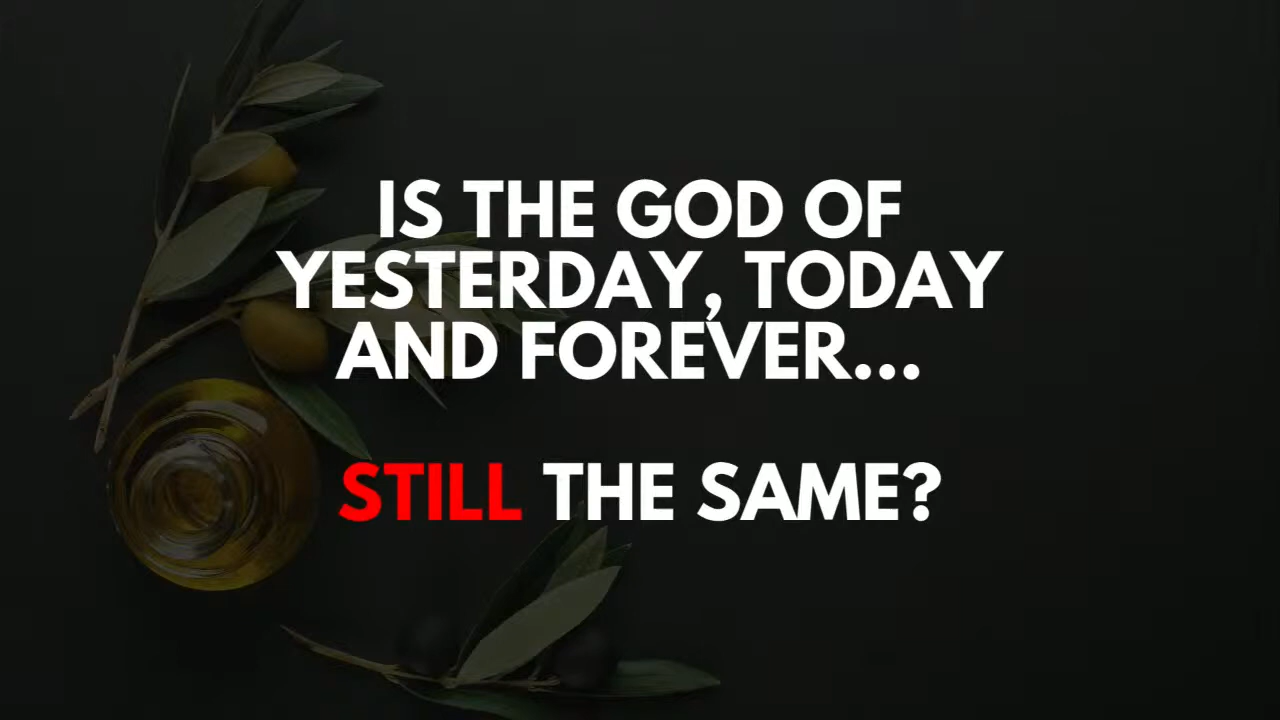 IS THE GOD OF
YESTERDAY, TODAY
AND FOREVER...
STILL THE SAME?